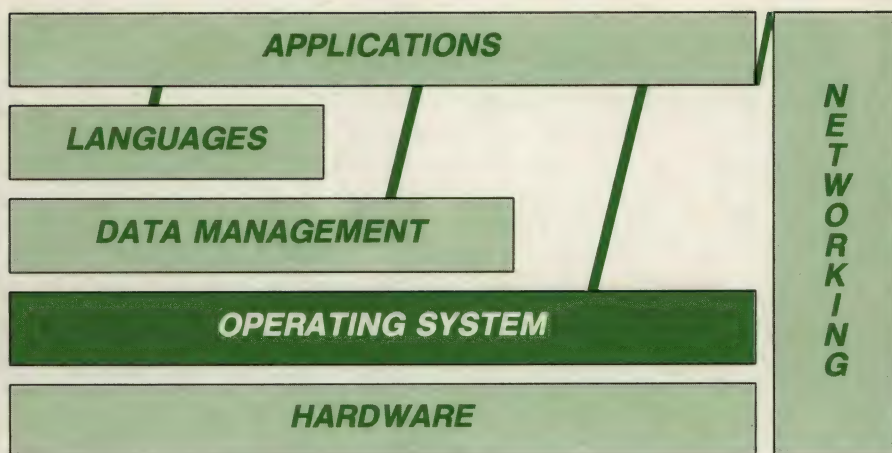 APPLICATIONS
LANGUAGES
DATA MANAGEMENT
OPERATING SYSTEM
HARDWARE
NETWORKING